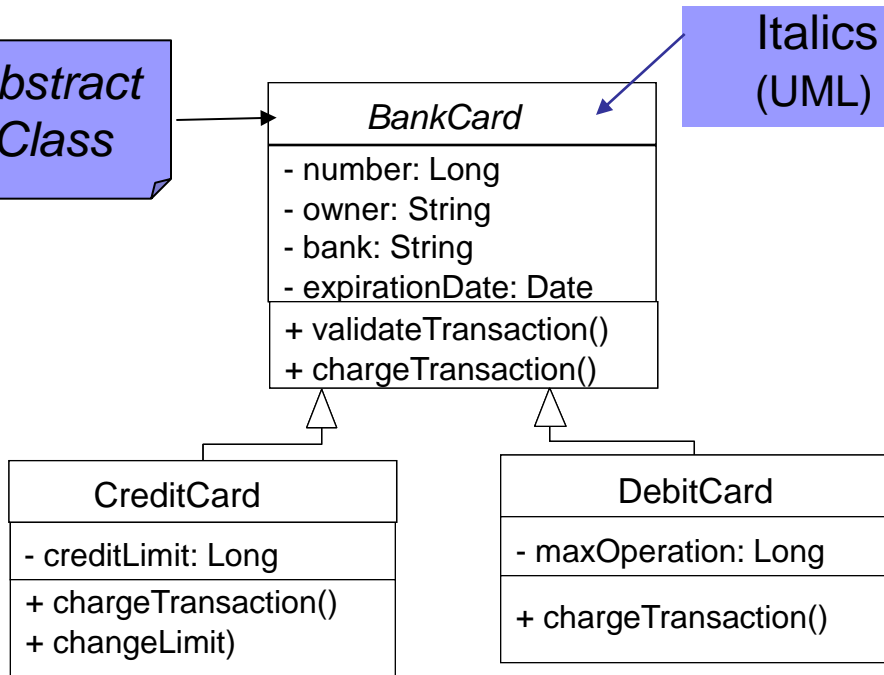 bstract
Class
Italics
(UML)
BankCard
- number: Long
- owner: String
- bank: String
- expirationDate: Date
+ validateTransaction()
+ chargeTransaction()
CreditCard
- creditLimit: Long
+ chargeTransaction()
+ changeLimit)
DebitCard
- maxOperation: Long
+ chargeTransaction()